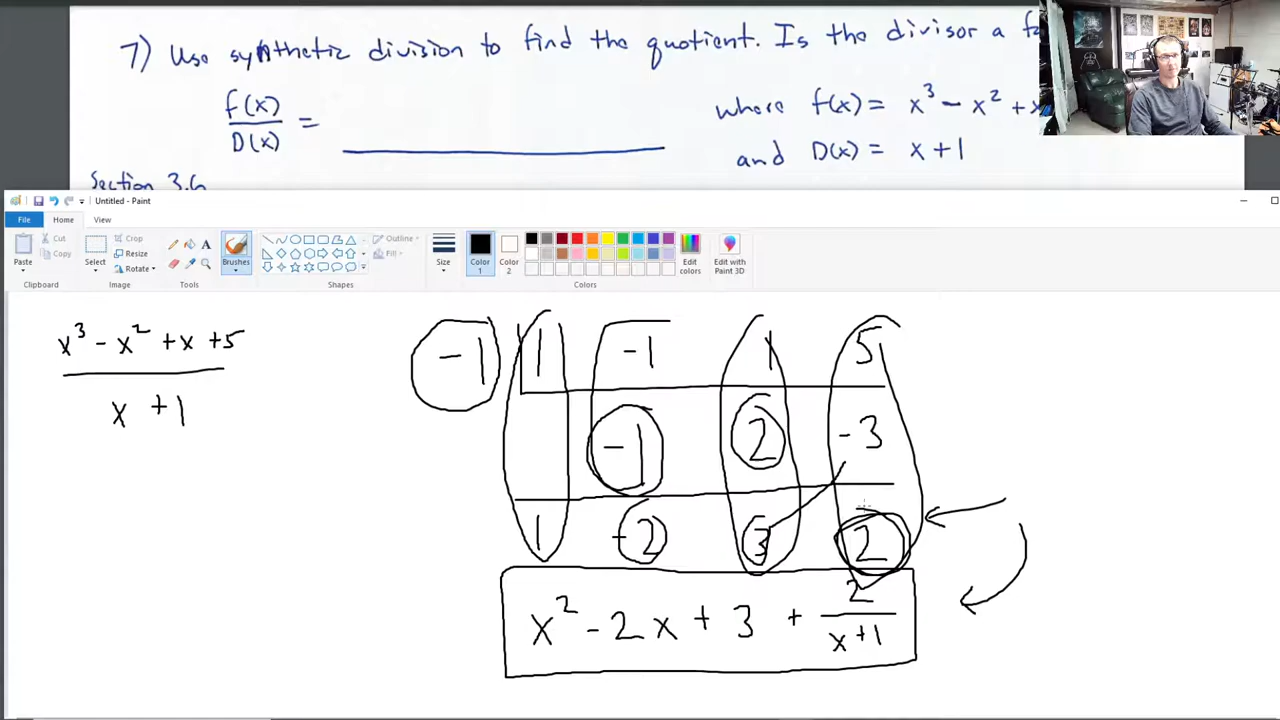 7) Use synthetic division to find the quotient. Is the divisor a
f(x)
D(x)
=
where f(x) = x³ - x² + x
and D(x) = x + 1
Section 3.6
Untitled - Paint
File Home View
Paste
Cut
Copy
Clipboard
Select
Crop
Resize
Rotate
Image
Tools
Brushes
Outline
Fill
Shapes
Size
Color 1
Color 2
Edit colors
Edit with Paint 3D
Colors
x³ - x² + x + 5
x + 1
-1 1 -1 1 5
-1 2 -3
1 -2 3 2
x² - 2x + 3 + 2
x+1